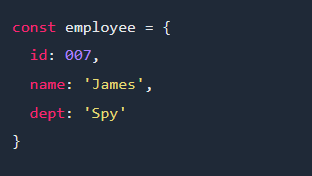 const employee = {
  id: 007,
  name: 'James',
  dept: 'Spy'
}